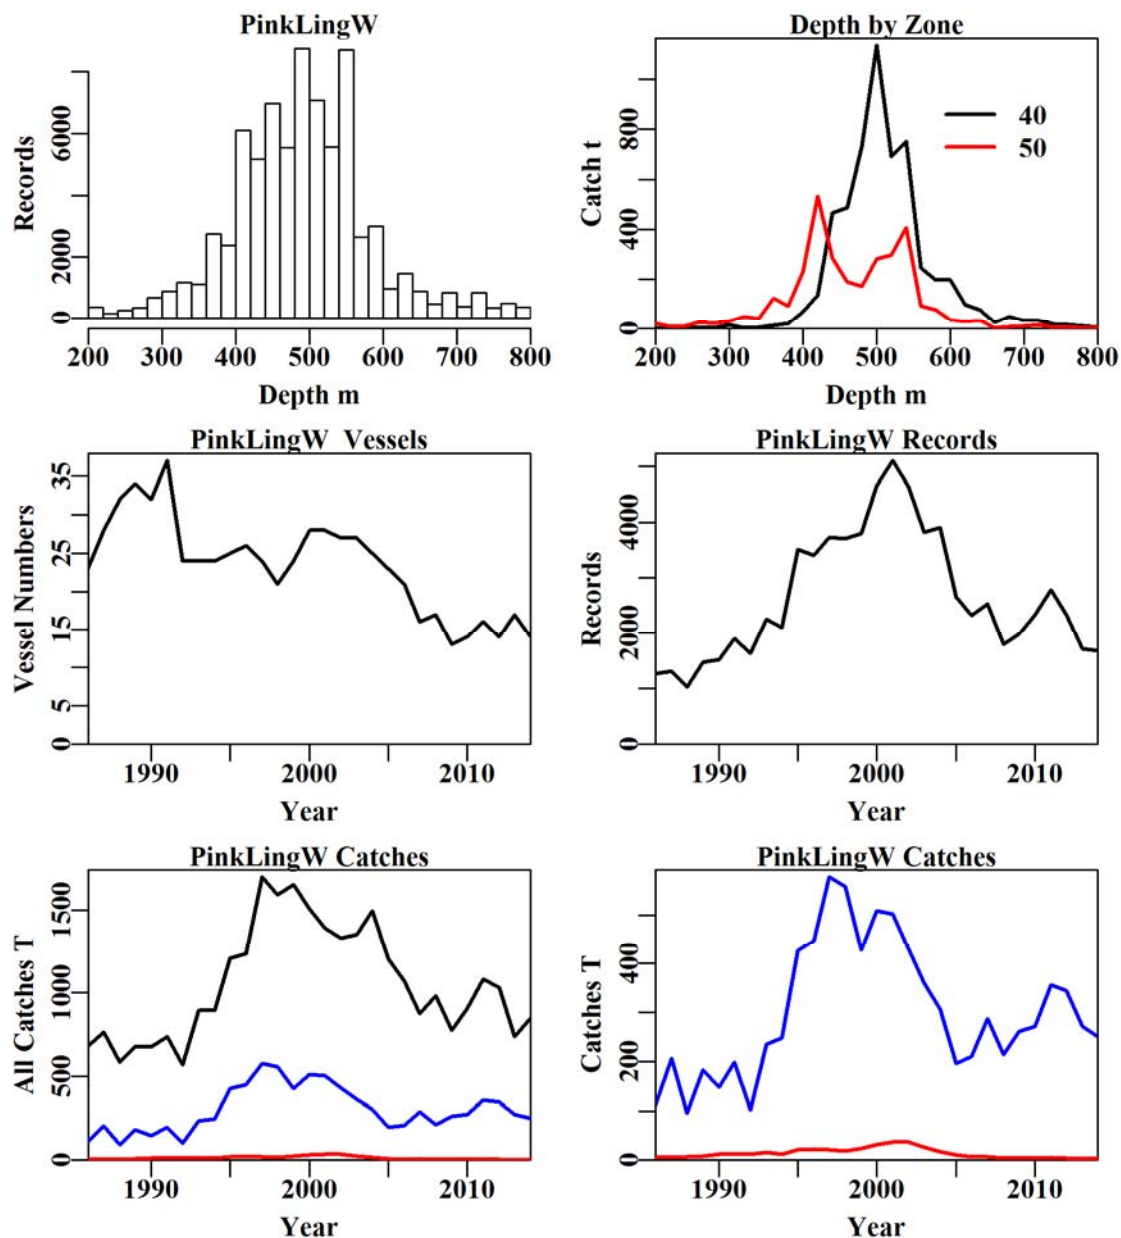 PinkLingW
Records
0 2000 6000
200 300 400 500 600 700 800
Depth m
Depth by Zone
Catch t
0 400 800
40
50
200 300 400 500 600 700 800
Depth m
PinkLingW Vessels
Vessel Numbers
0 5 15 25 35
1990 2000 2010
Year
PinkLingW Records
Records
0 2000 4000
1990 2000 2010
Year
PinkLingW Catches
All Catches T
0 500 1000 1500
1990 2000 2010
Year
PinkLingW Catches
Catches T
0 200 400
1990 2000 2010
Year